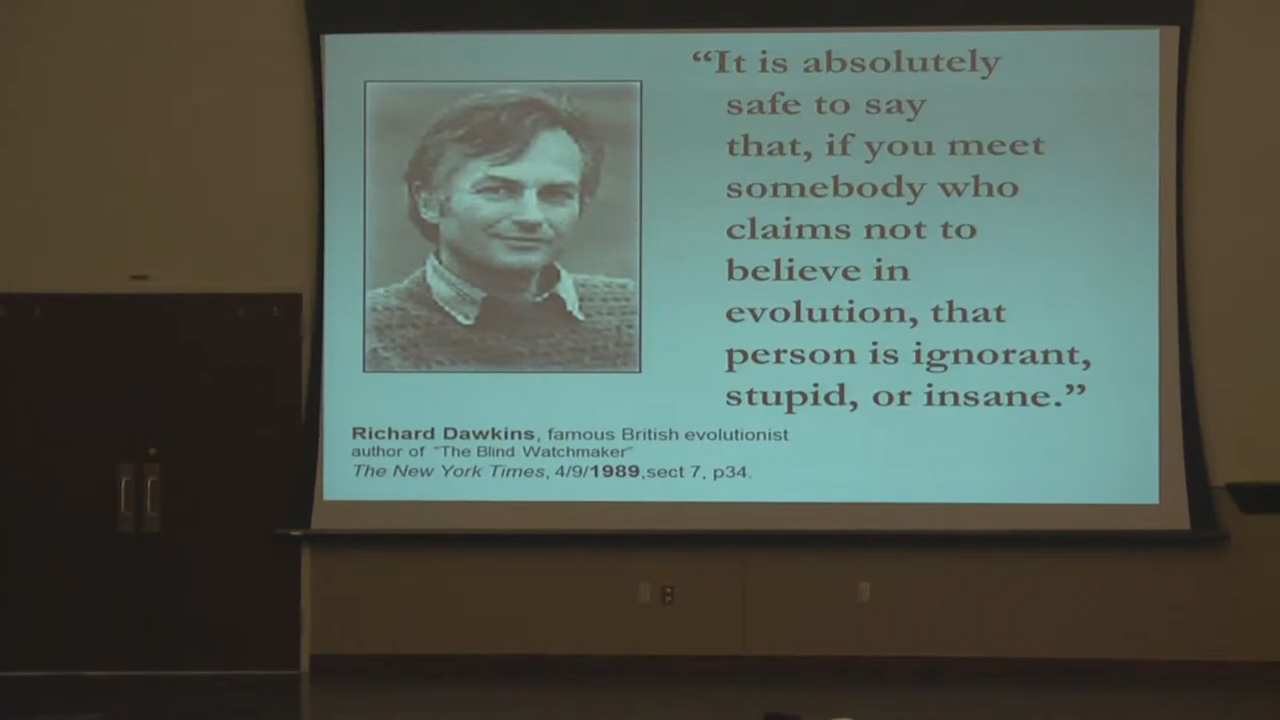 “It is absolutely
safe to say
that, if you meet
somebody who
claims not to
believe in
evolution, that
person is ignorant,
stupid, or insane.”
Richard Dawkins, famous British evolutionist
author of “The Blind Watchmaker”
The New York Times, 4/9/1989,sect 7, p34.